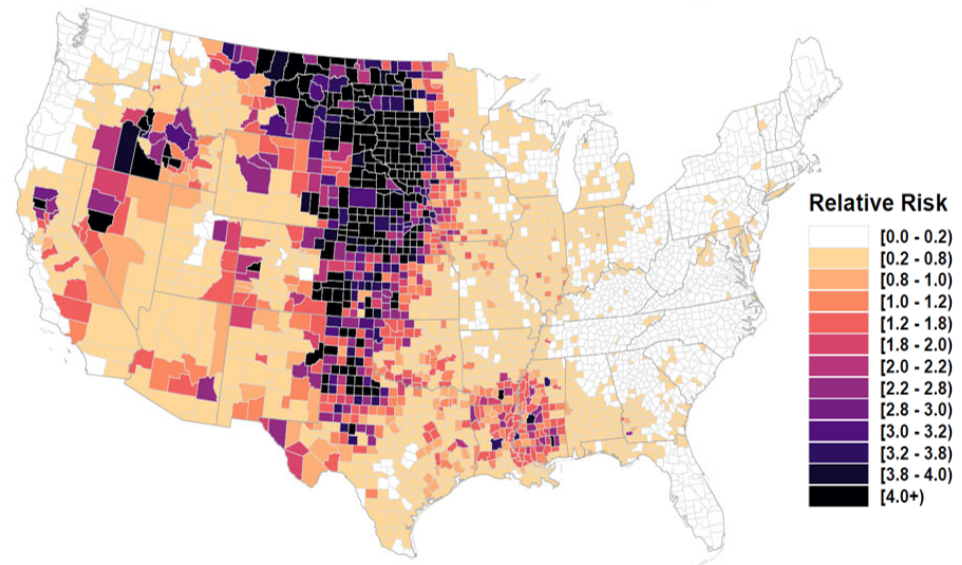 Relative Risk
[0.0 - 0.2)
[0.2 - 0.8)
[0.8 - 1.0)
[1.0 - 1.2)
[1.2 - 1.8)
[1.8 - 2.0)
[2.0 - 2.2)
[2.2 - 2.8)
[2.8 - 3.0)
[3.0 - 3.2)
[3.2 - 3.8)
[3.8 - 4.0)
[4.0+)